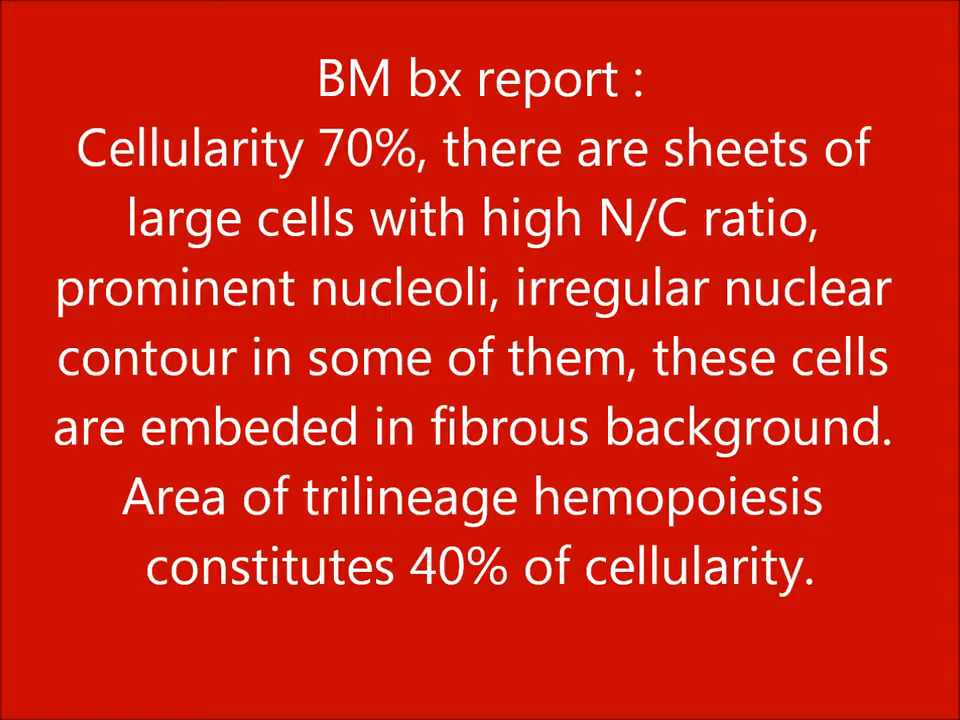 BM bx report :
Cellularity 70%, there are sheets of
large cells with high N/C ratio,
prominent nucleoli, irregular nuclear
contour in some of them, these cells
are embeded in fibrous background.
Area of trilineage hemopoiesis
constitutes 40% of cellularity.